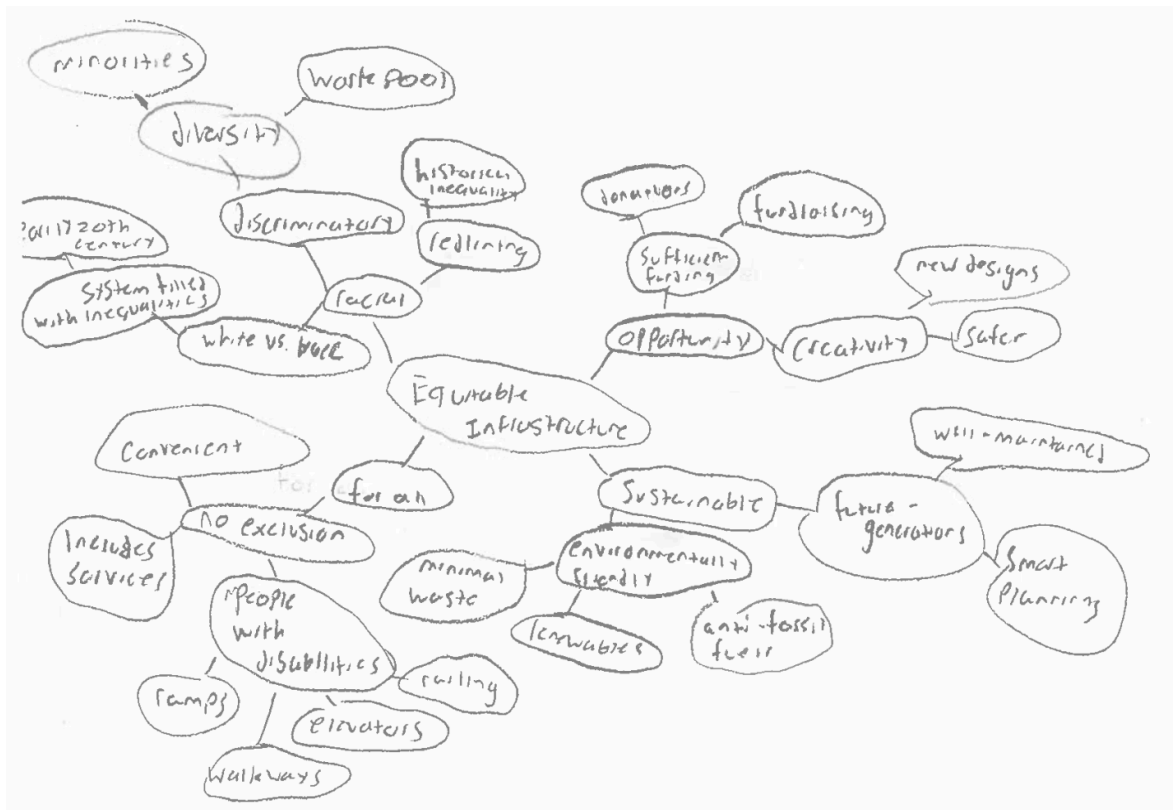 minorities
waste pool
diversity
historical
inequality
donations
fundraising
Early 20th
century
discriminatory
redlining
sufficient
funding
new designs
system filled
with inequalities
racial
white vs.
opportunity
creativity
safer
Equitable
Infrastructure
convenient
well-maintained
for all
sustainable
future-
generations
no exclusion
Includes
services
environmentally
friendly
minimal
waste
smart
planning
people
with
disabilities
renewables
anti-fossil
fuels
ramps
railing
elevators
walkways